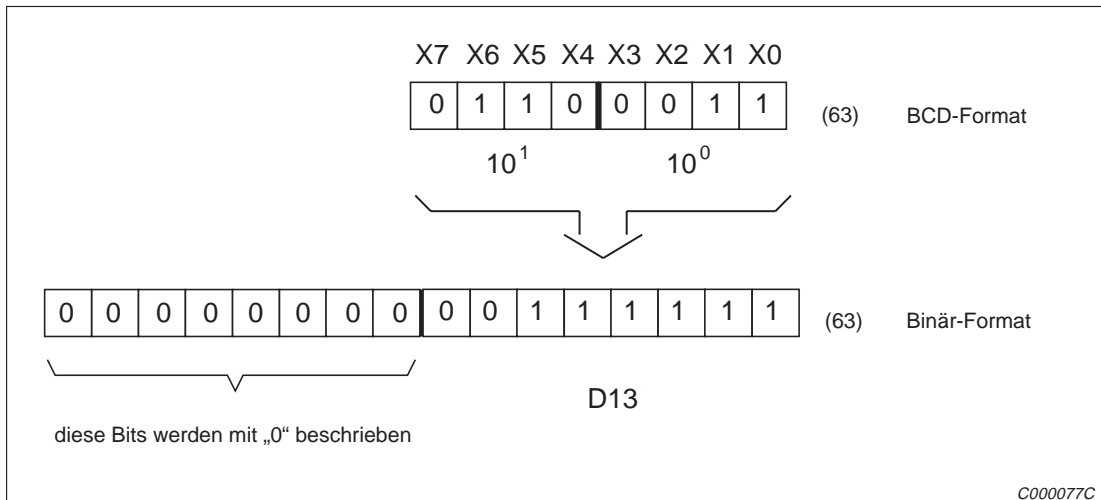 X7 X6 X5 X4 X3 X2 X1 X0
0 1 1 0 0 0 1 1 (63) BCD-Format
10¹ 10⁰
0 0 0 0 0 0 0 0 0 0 1 1 1 1 1 1 (63) Binär-Format
D13
diese Bits werden mit „0“ beschrieben
C000077C